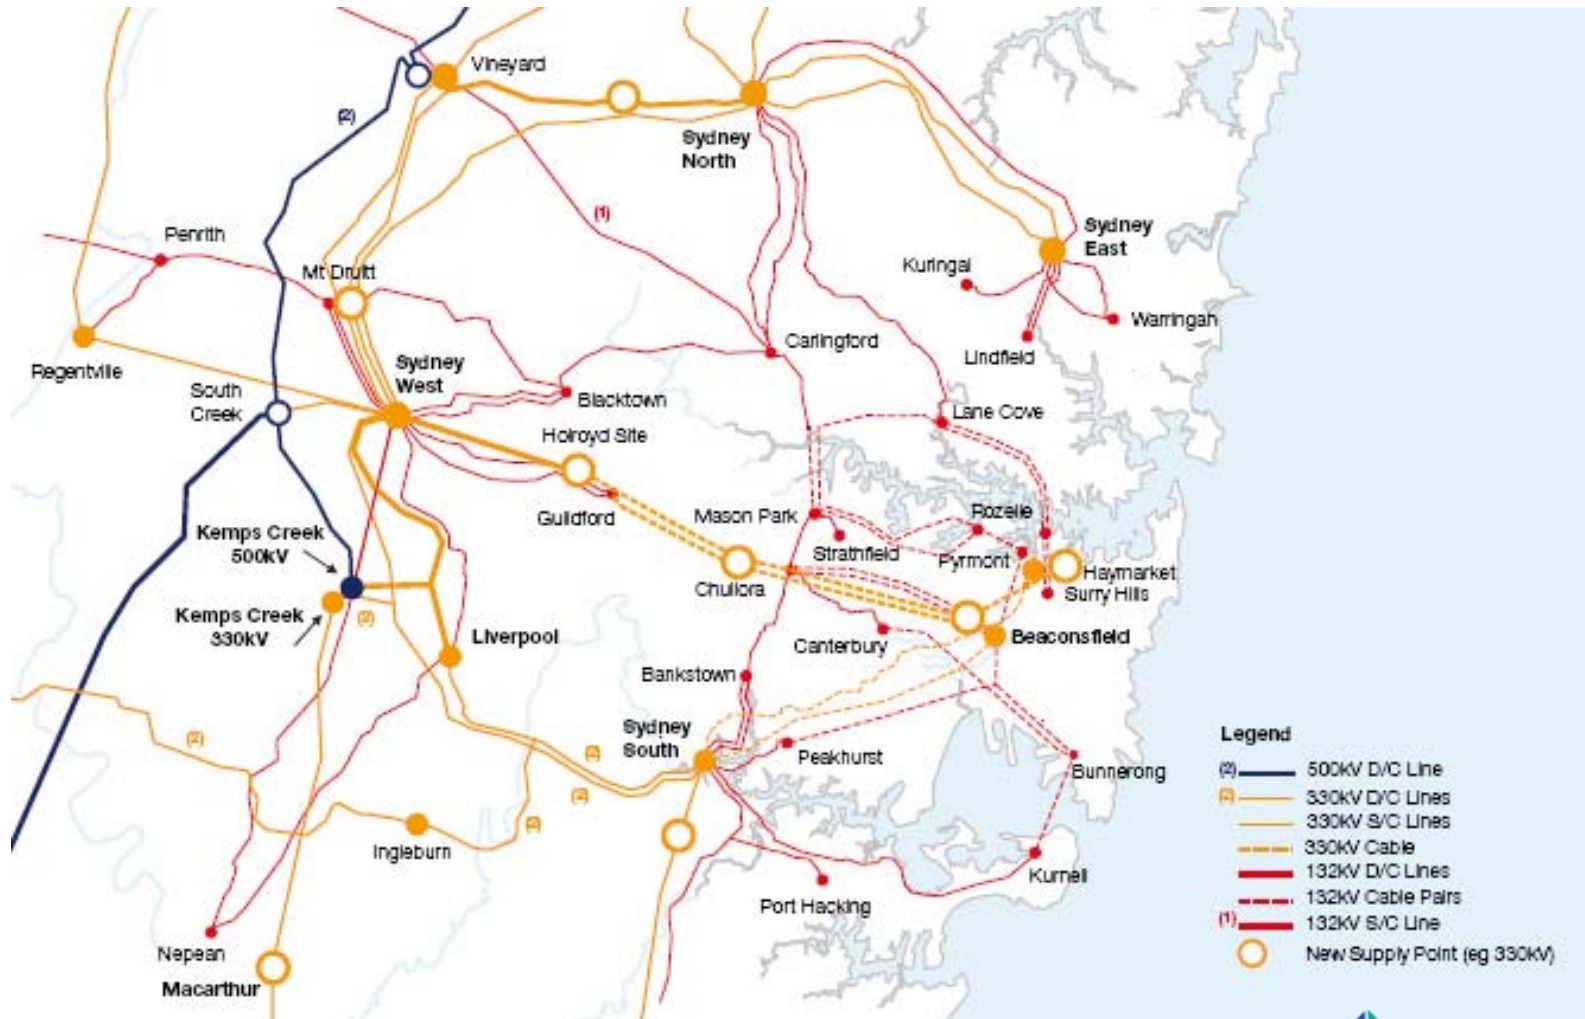 Vineyard
(2)
Sydney
North
(1)
Penrith
Sydney
East
Kuringai
Mt Druitt
Warringah
Carlingford
Lindfield
Regentville
Sydney
West
South
Creek
Blacktown
Lane Cove
Holroyd Site
Guildford
Mason Park
Rozelle
Kemps Creek
500kV
Strathfield
Pyrmont
Haymarket
Chullora
Surry Hills
Kemps Creek
330kV
(2)
Liverpool
Canterbury
Beaconsfield
Bankstown
(2)
Sydney
South
(2)
Peakhurst
Bunnerong
(2)
(2)
Ingleburn
Kurnell
Port Hacking
Nepean
Macarthur
Legend
(2) 500kV D/C Line
(2) 330kV D/C Lines
330kV S/C Lines
330kV Cable
132kV D/C Lines
132kV Cable Pairs
(1) 132kV S/C Line
New Supply Point (eg 330kV)